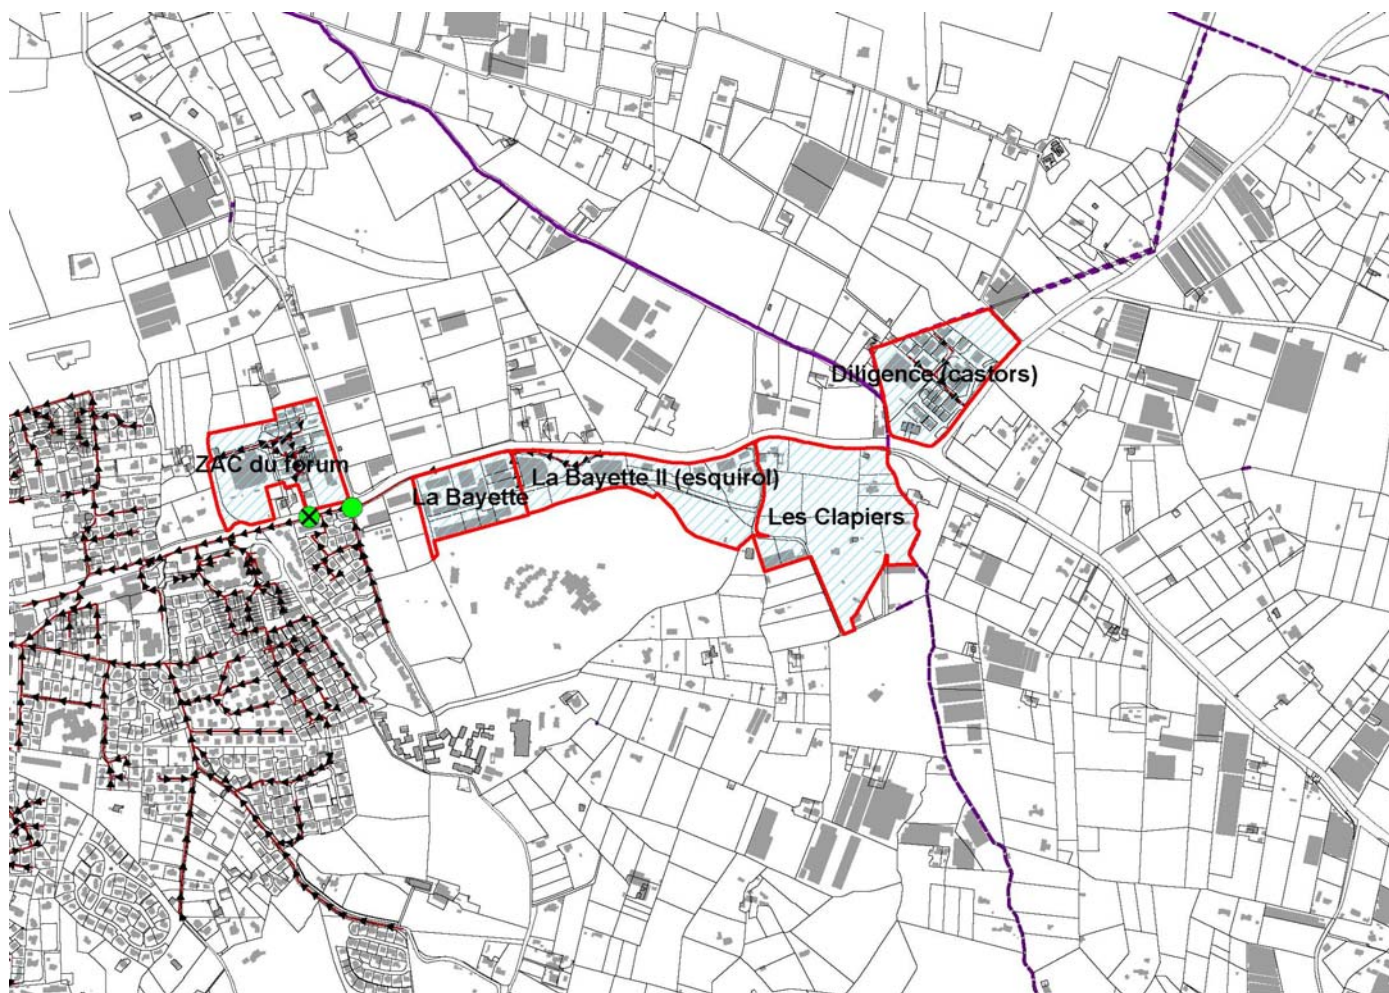 Diligence (castors)
ZAC du forum
La Bayette II (esquirol)
La Bayette
Les Clapiers